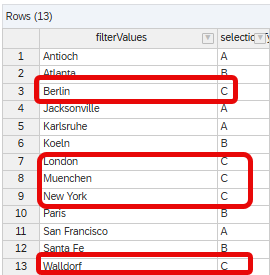 Rows (13)
filterValues selection
1 Antioch A
2 Atlanta B
3 Berlin C
4 Jacksonville A
5 Karlsruhe A
6 Koeln B
7 London C
8 Muenchen C
9 New York C
10 Paris B
11 San Francisco A
12 Santa Fe B
13 Walldorf C